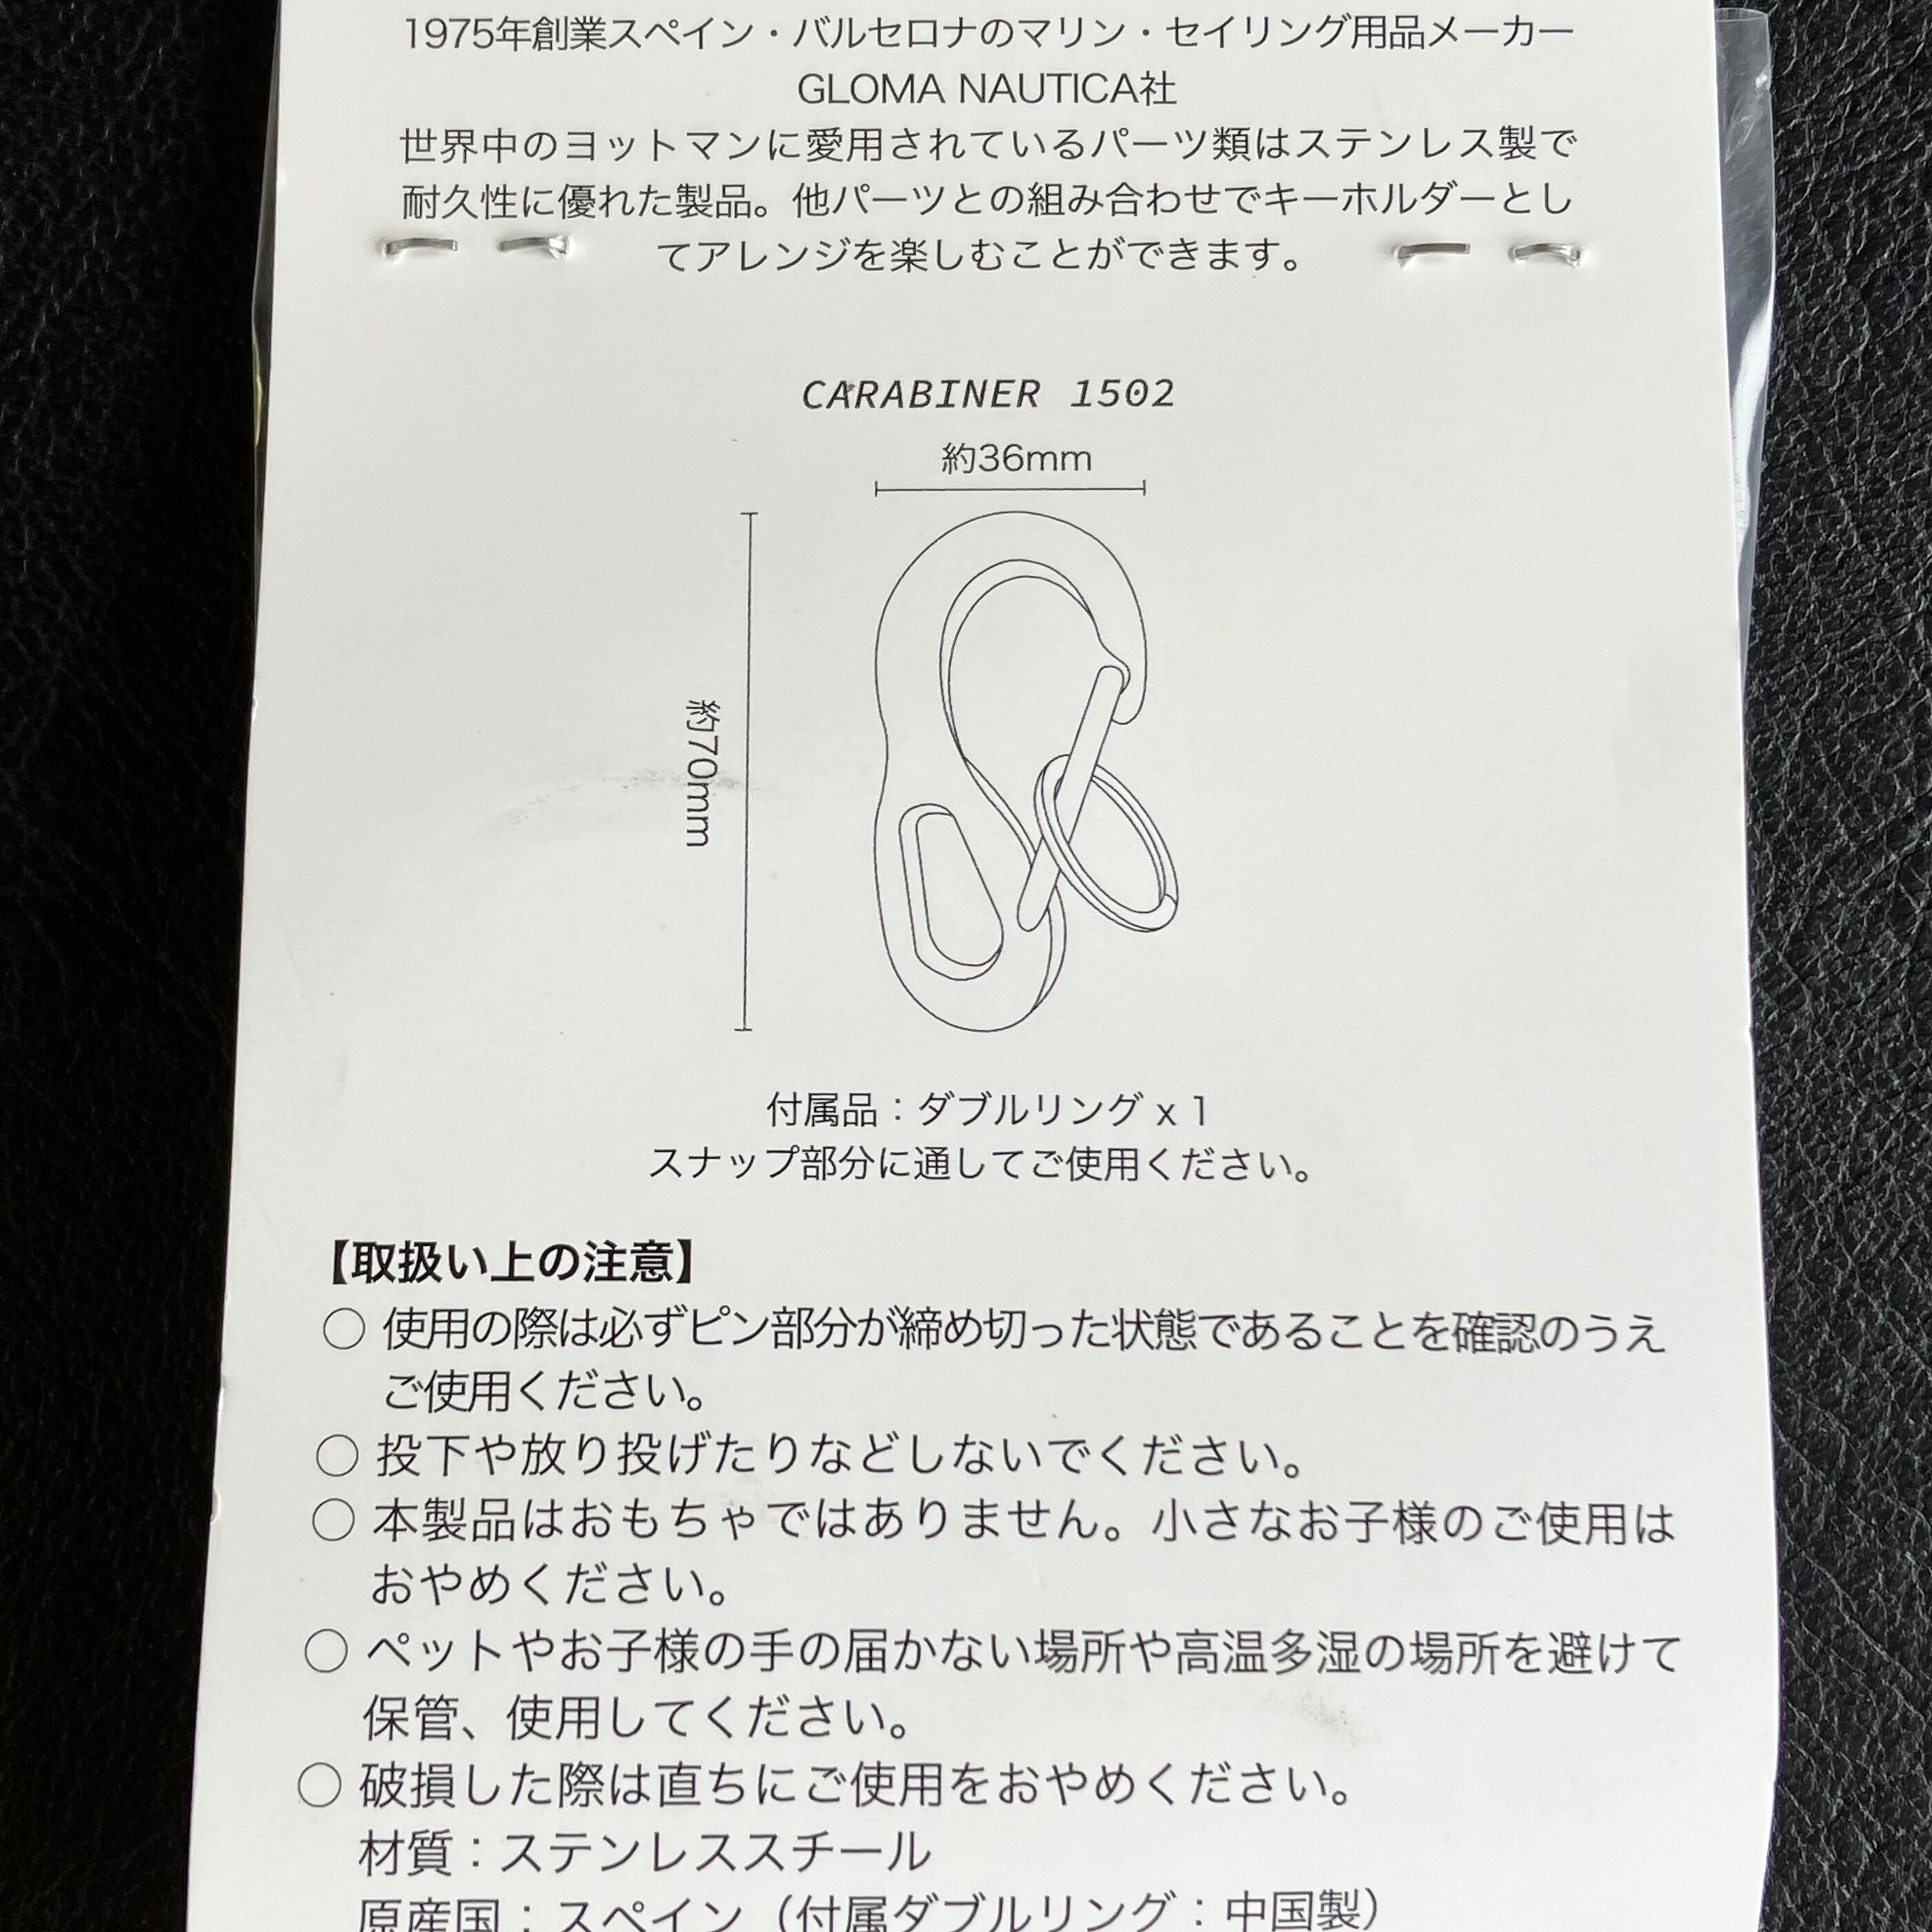 1975年創業スペイン・バルセロナのマリン・セイリング用品メーカー
GLOMA NAUTICA社
世界中のヨットマンに愛用されているパーツ類はステンレス製で
耐久性に優れた製品。他パーツとの組み合わせでキーホルダーとし
てアレンジを楽しむことができます。
CARABINER 1502
約36mm
約70mm
付属品：ダブルリング x 1
スナップ部分に通してご使用ください。
【取扱い上の注意】
○ 使用の際は必ずピン部分が締め切った状態であることを確認のうえ
ご使用ください。
○ 投下や放り投げたりなどしないでください。
○ 本製品はおもちゃではありません。小さなお子様のご使用は
おやめください。
○ ペットやお子様の手の届かない場所や高温多湿の場所を避けて
保管、使用してください。
○ 破損した際は直ちにご使用をおやめください。
材質：ステンレススチール
原産国：スペイン（付属ダブルリング：中国製）